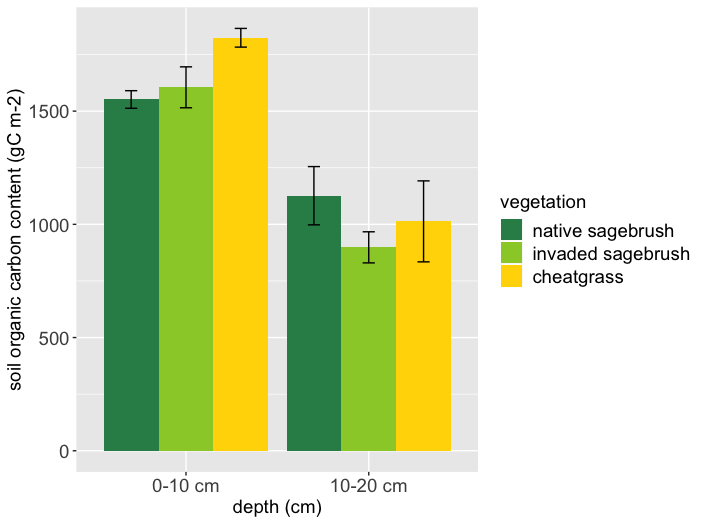 soil organic carbon content (gC m-2)
1500
1000
500
0
0-10 cm
10-20 cm
depth (cm)
vegetation
native sagebrush
invaded sagebrush
cheatgrass